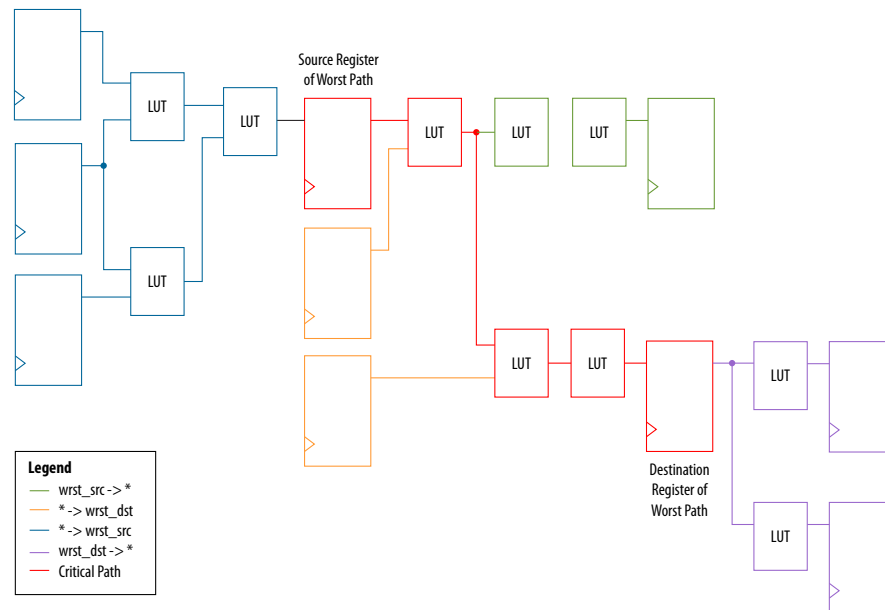 Source Register
of Worst Path
LUT
LUT
LUT
LUT
LUT
LUT
LUT
LUT
LUT
Destination
Register of
Worst Path
LUT
LUT
Legend
wrst_src -> *
* -> wrst_dst
* -> wrst_src
wrst_dst -> *
Critical Path